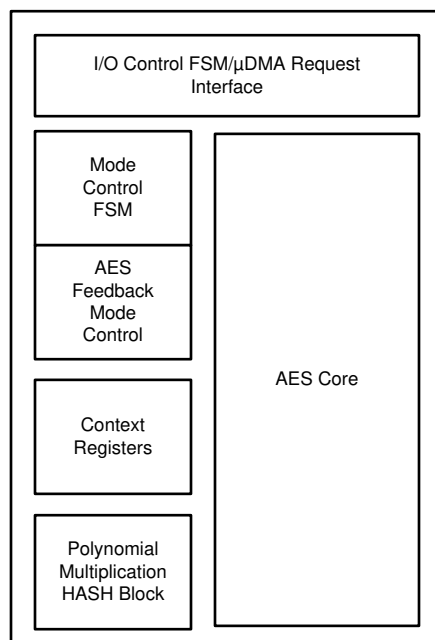 I/O Control FSM/µDMA Request
Interface
Mode
Control
FSM
AES
Feedback
Mode
Control
AES Core
Context
Registers
Polynomial
Multiplication
HASH Block